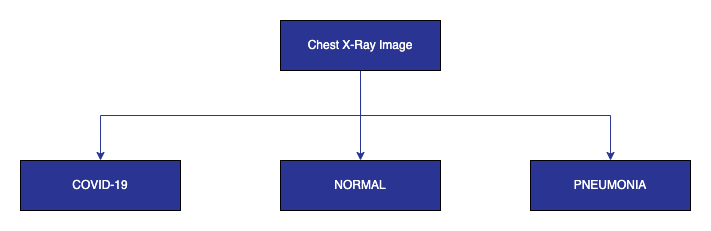 Chest X-Ray Image
COVID-19
NORMAL
PNEUMONIA